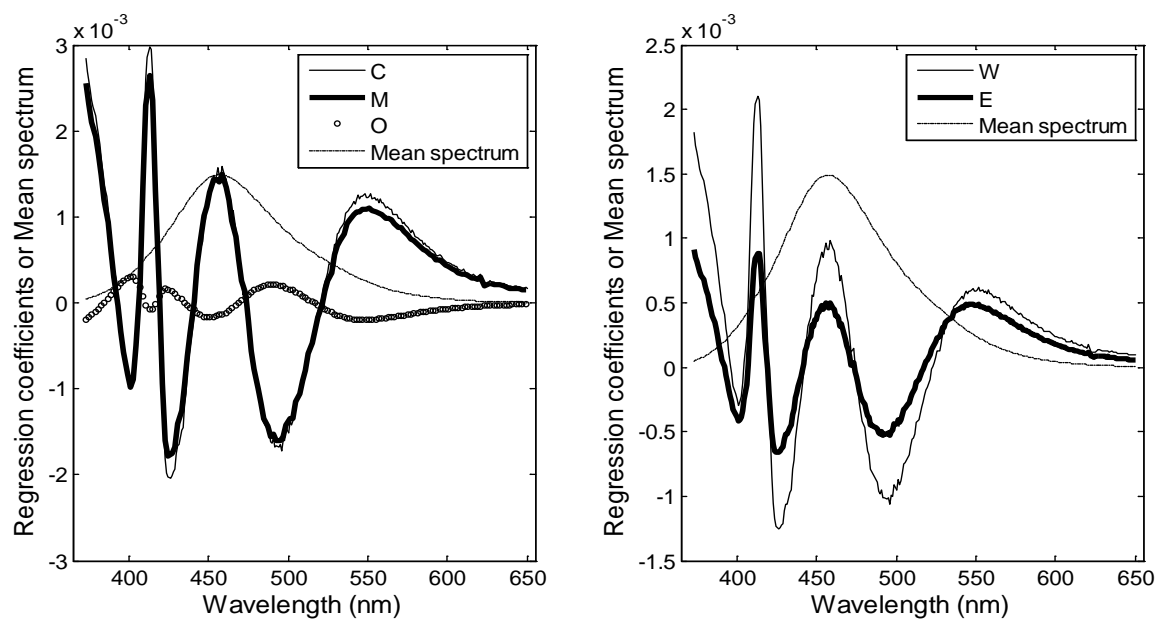 x 10-3
3
2
1
0
-1
-2
-3
Regression coefficients or Mean spectrum
C
M
O
Mean spectrum
400 450 500 550 600 650
Wavelength (nm)
x 10-3
2.5
2
1.5
1
0.5
0
-0.5
-1
-1.5
Regression coefficients or Mean spectrum
W
E
Mean spectrum
400 450 500 550 600 650
Wavelength (nm)